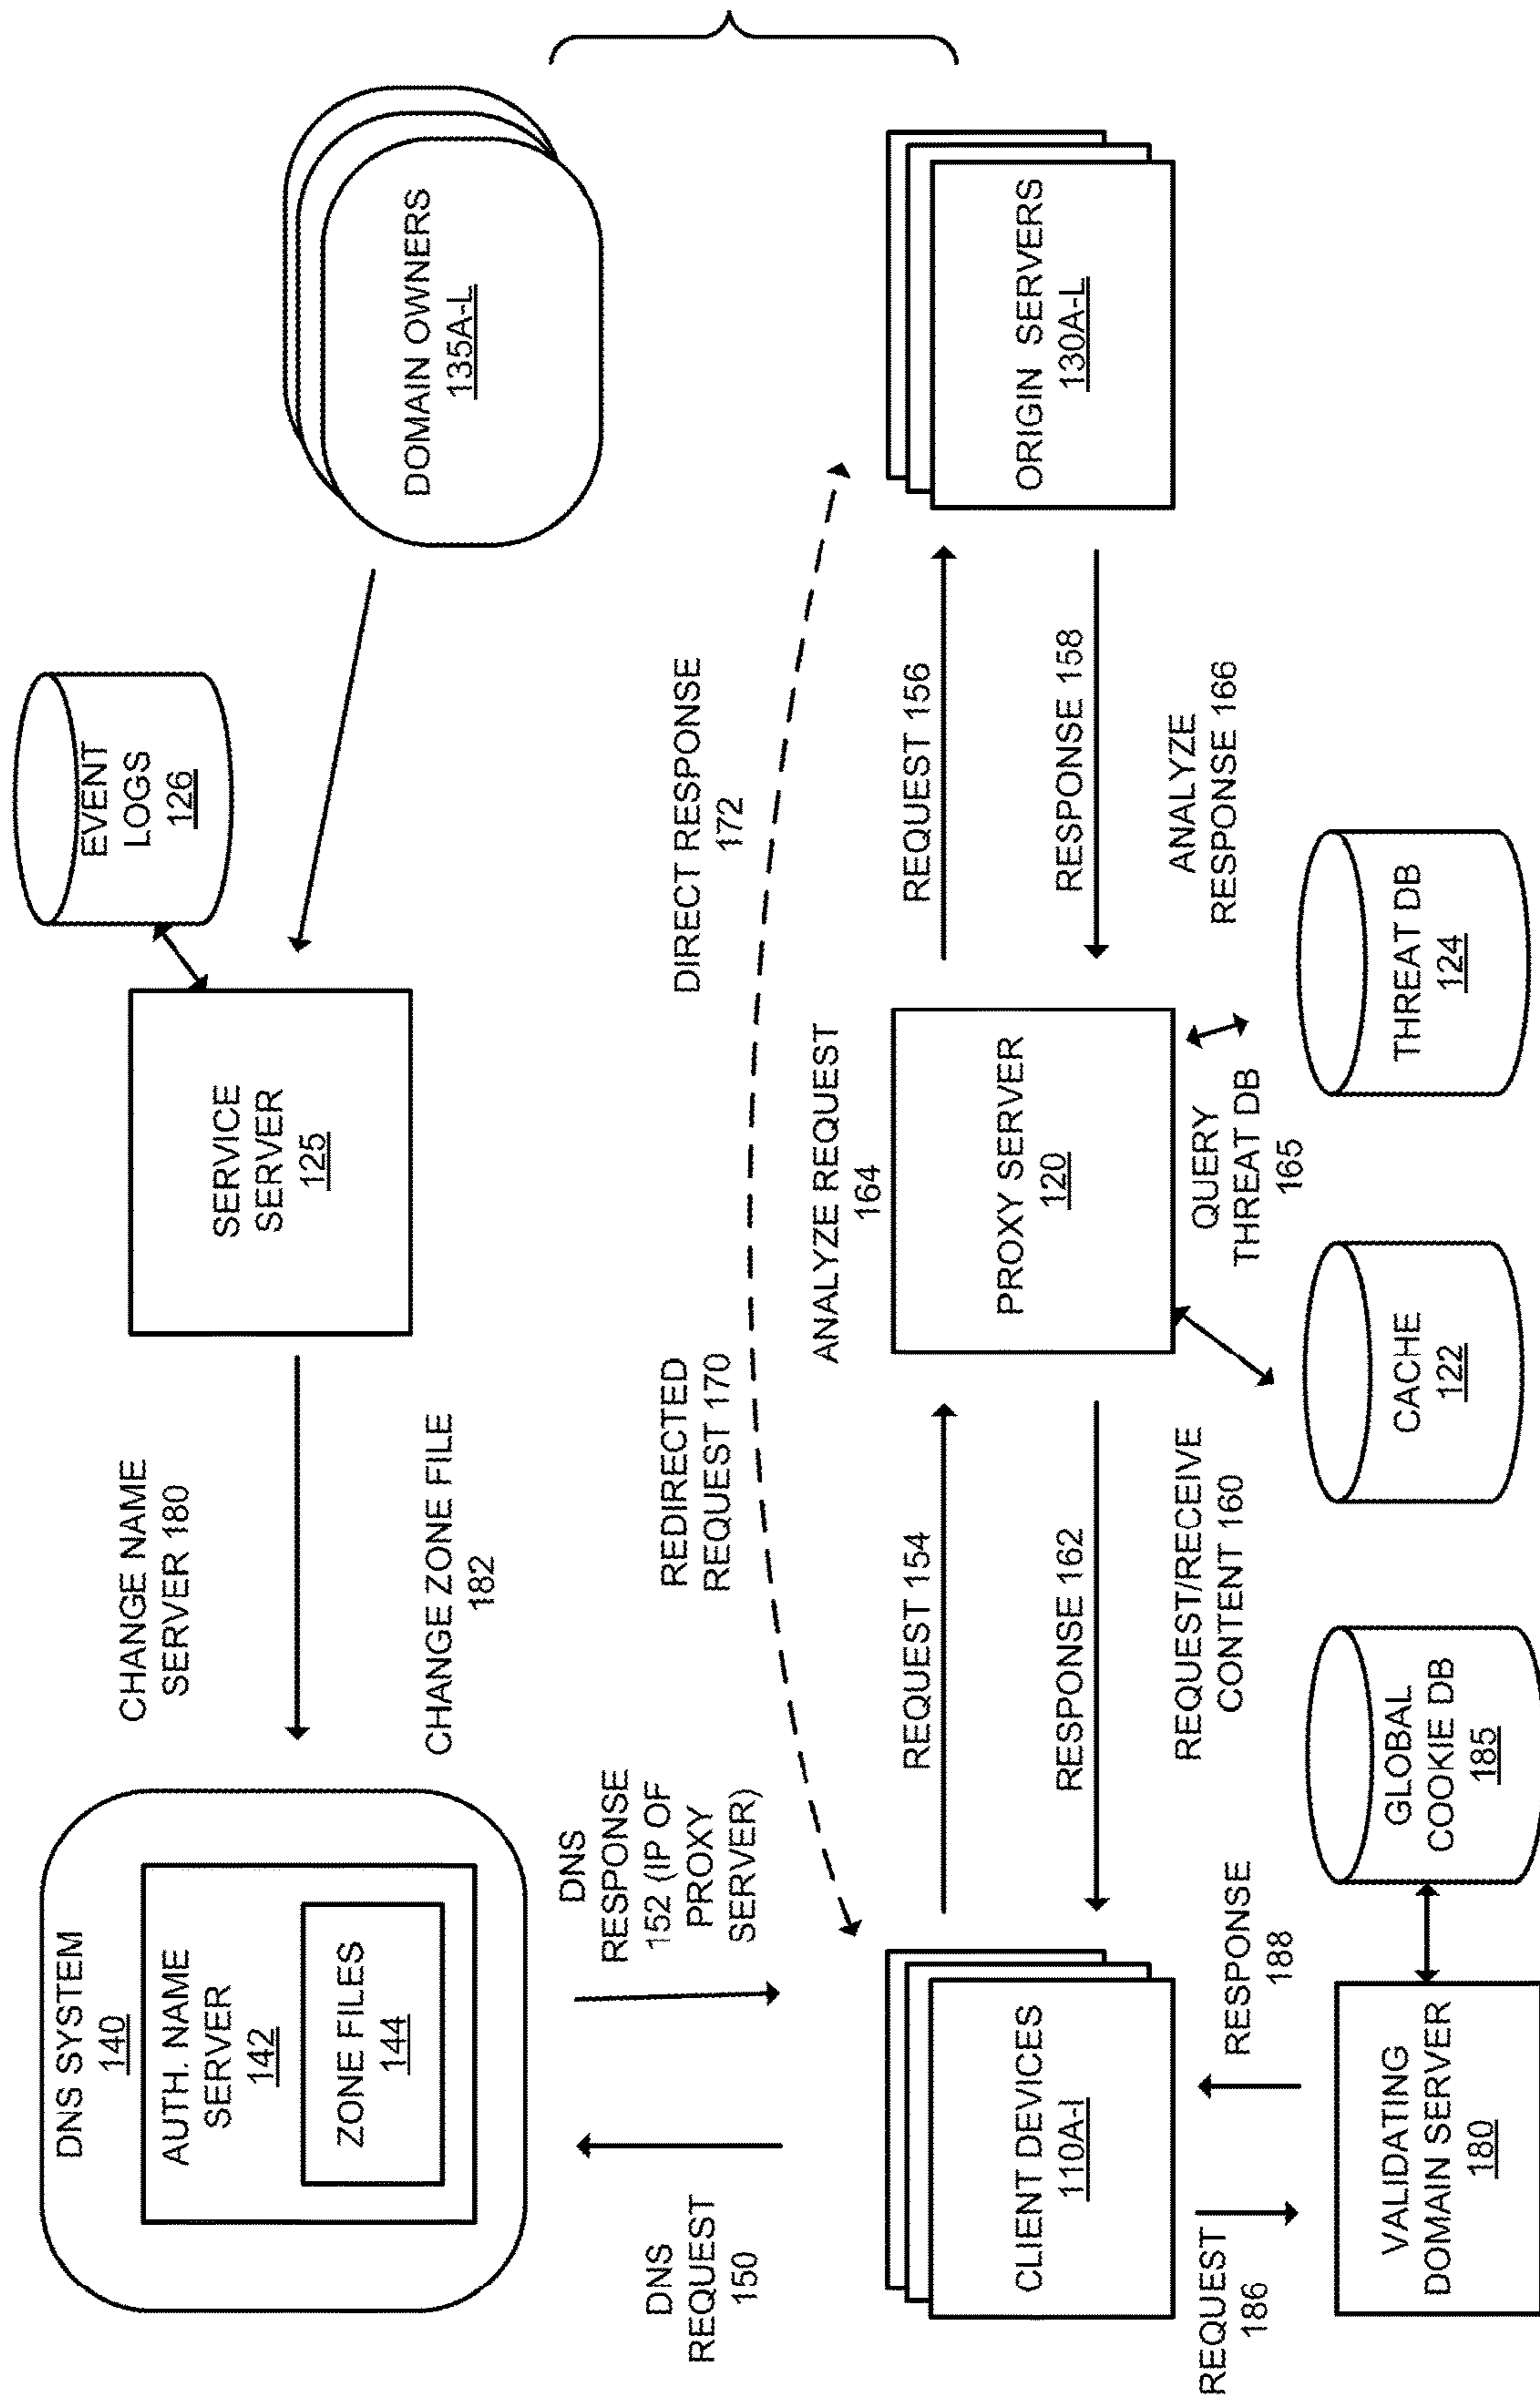 DNS SYSTEM
140
AUTH. NAME
SERVER
142
ZONE FILES
144
CHANGE NAME
SERVER 180
CHANGE ZONE FILE
182
SERVICE
SERVER
125
EVENT
LOGS
126
DOMAIN OWNERS
135A-L
DNS
REQUEST
150
DNS
RESPONSE
152 (IP OF
PROXY
SERVER)
REDIRECTED
REQUEST 170
DIRECT RESPONSE
172
CLIENT DEVICES
110A-I
REQUEST 154
RESPONSE 162
ANALYZE REQUEST
164
PROXY SERVER
120
REQUEST 156
RESPONSE 158
ORIGIN SERVERS
130A-L
REQUEST
186
RESPONSE
188
REQUEST/RECEIVE
CONTENT 160
QUERY
THREAT DB
165
ANALYZE
RESPONSE 166
VALIDATING
DOMAIN SERVER
180
GLOBAL
COOKIE DB
185
CACHE
122
THREAT DB
124